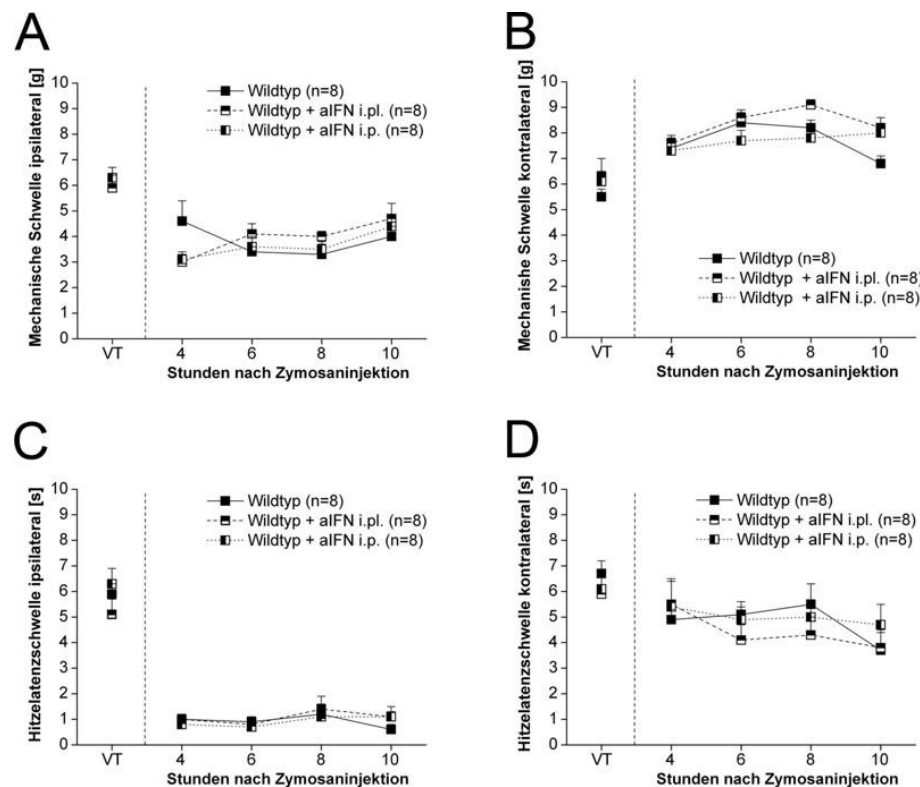 A
Mechanische Schwelle ipsilateral [g]
10
9
8
7
6
5
4
3
2
1
0
Wildtyp (n=8)
Wildtyp + aIFN i.pl. (n=8)
Wildtyp + aIFN i.p. (n=8)
VT 4 6 8 10
Stunden nach Zymosaninjektion
B
Mechanishe Schwelle kontralateral [g]
10
9
8
7
6
5
4
3
2
1
0
Wildtyp (n=8)
Wildtyp + aIFN i.pl. (n=8)
Wildtyp + aIFN i.p. (n=8)
VT 4 6 8 10
Stunden nach Zymosaninjektion
C
Hitzelatenzschwelle ipsilateral [s]
10
9
8
7
6
5
4
3
2
1
0
Wildtyp (n=8)
Wildtyp + aIFN i.pl. (n=8)
Wildtyp + aIFN i.p. (n=8)
VT 4 6 8 10
Stunden nach Zymosaninjektion
D
Hitzelatenzschwelle kontralateral [s]
10
9
8
7
6
5
4
3
2
1
0
Wildtyp (n=8)
Wildtyp + aIFN i.pl. (n=8)
Wildtyp + aIFN i.p. (n=8)
VT 4 6 8 10
Stunden nach Zymosaninjektion